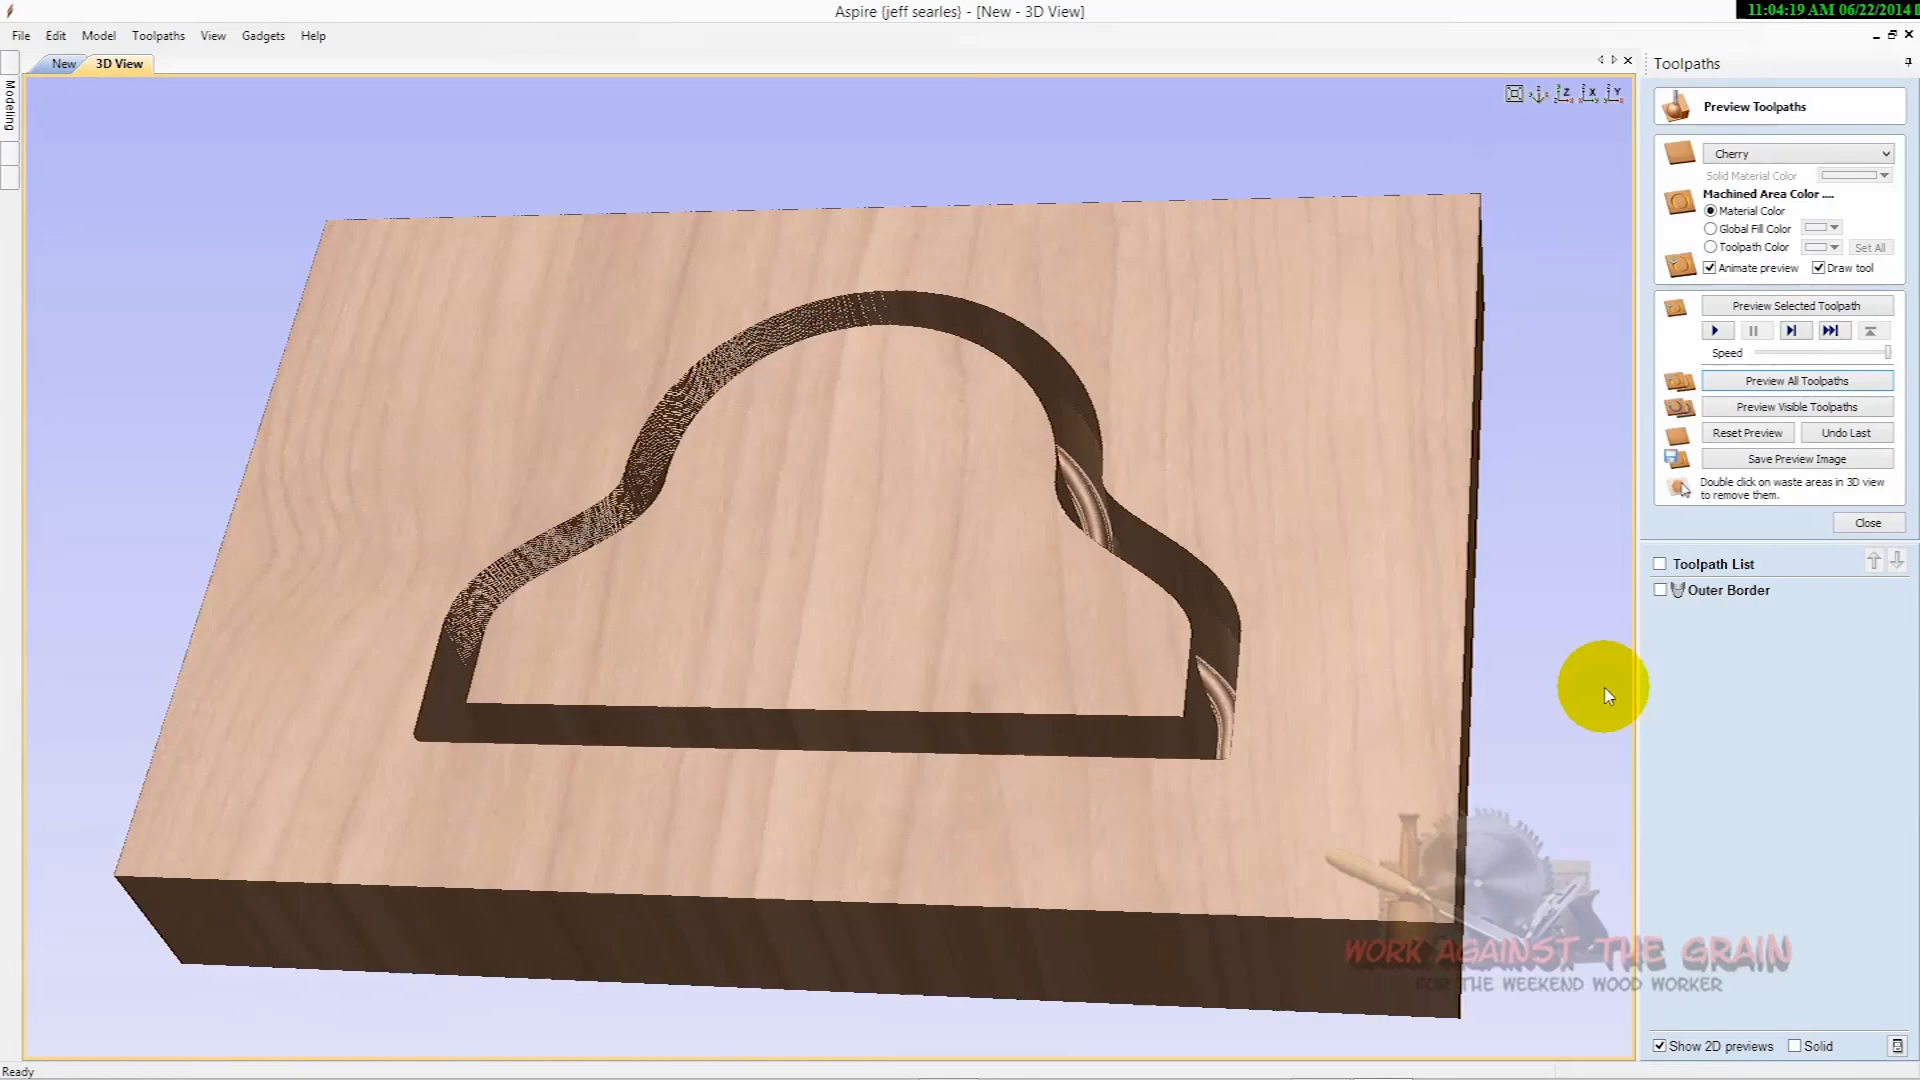 Aspire {jeff searles} - [New - 3D View]
11:04:19 AM 06/22/2014
File Edit Model Toolpaths View Gadgets Help
New 3D View
Modeling
Z X Y
Toolpaths
Preview Toolpaths
Cherry
Solid Material Color
Machined Area Color ....
Material Color
Global Fill Color
Toolpath Color Set All
Animate preview Draw tool
Preview Selected Toolpath
Speed
Preview All Toolpaths
Preview Visible Toolpaths
Reset Preview Undo Last
Save Preview Image
Double click on waste areas in 3D view
to remove them.
Close
Toolpath List
Outer Border
WORK AGAINST THE GRAIN
FOR THE WEEKEND WOOD WORKER
Show 2D previews Solid
Ready